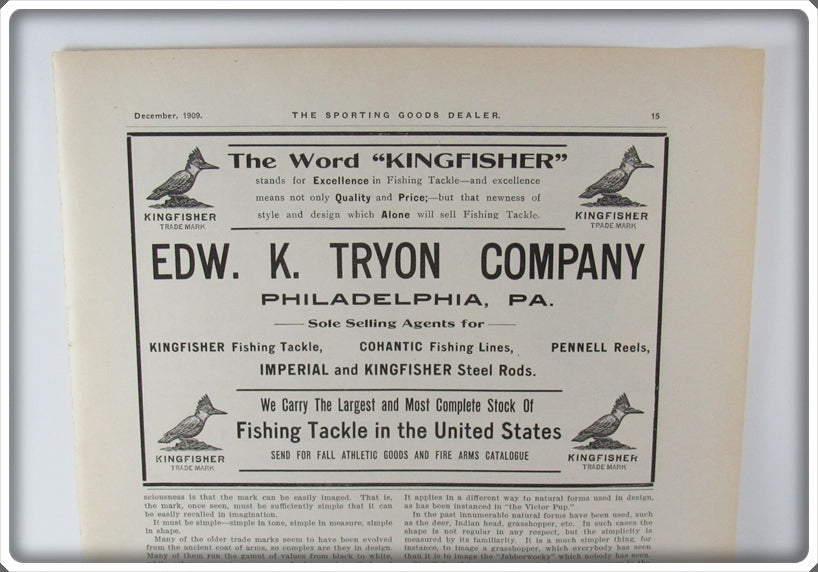 December, 1909. THE SPORTING GOODS DEALER. 15
The Word “KINGFISHER”
stands for Excellence in Fishing Tackle—and excellence
means not only Quality and Price;—but that newness of
style and design which Alone will sell Fishing Tackle.
KINGFISHER
TRADE MARK
KINGFISHER
TRADE MARK
EDW. K. TRYON COMPANY
PHILADELPHIA, PA.
Sole Selling Agents for
KINGFISHER Fishing Tackle, COHANTIC Fishing Lines, PENNELL Reels,
IMPERIAL and KINGFISHER Steel Rods.
We Carry The Largest and Most Complete Stock Of
Fishing Tackle in the United States
SEND FOR FALL ATHLETIC GOODS AND FIRE ARMS CATALOGUE
KINGFISHER
TRADE MARK
KINGFISHER
TRADE MARK
sciousness is that the mark can be easily imaged. That is,
the mark, once seen, must be sufficiently simple that it can
be easily recalled in imagination.
It must be simple—simple in tone, simple in measure, simple
in shape.
Many of the older trade marks seem to have been evolved
from the ancient coat of arms, so complex are they in design.
Many of them run the gamut of values from black to white,
It applies in a different way to natural forms used in design,
as has been instanced in “the Victor Pup.”
In the past innumerable natural forms have been used, such
as the deer, Indian head, grasshopper, etc. In such cases the
shape is not regular in any respect, but the simplicity is
measured by its familiarity. It is a much simpler thing, for
instance, to image a grasshopper, which everybody has seen
than it is to image the “Jabberwocky” which nobody has seen.